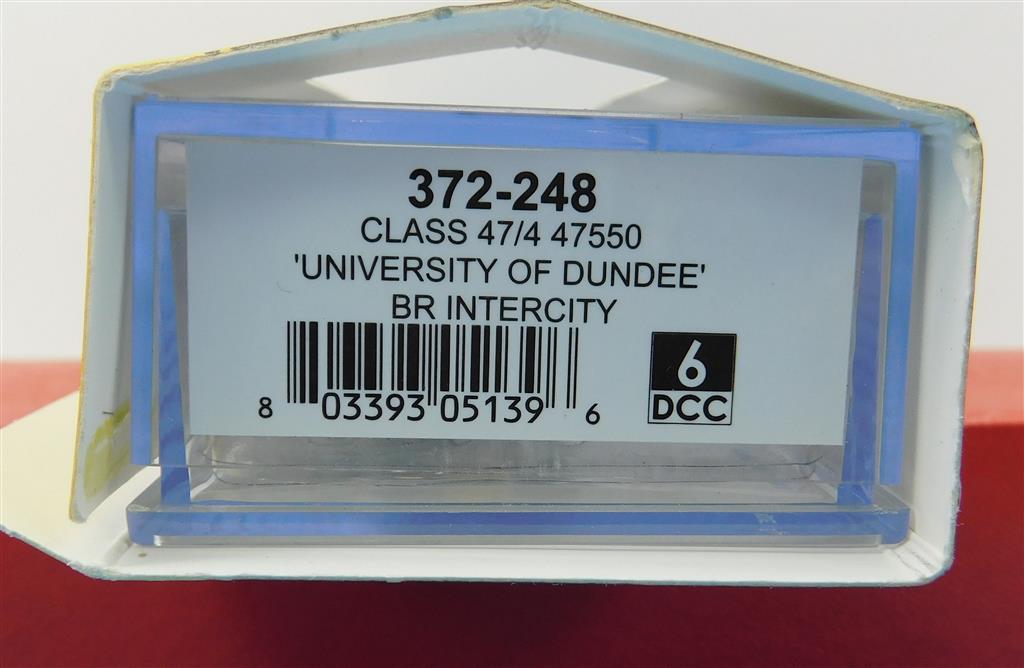 372-248
CLASS 47/4 47550
'UNIVERSITY OF DUNDEE'
BR INTERCITY
8 03393 05139 6
6
DCC